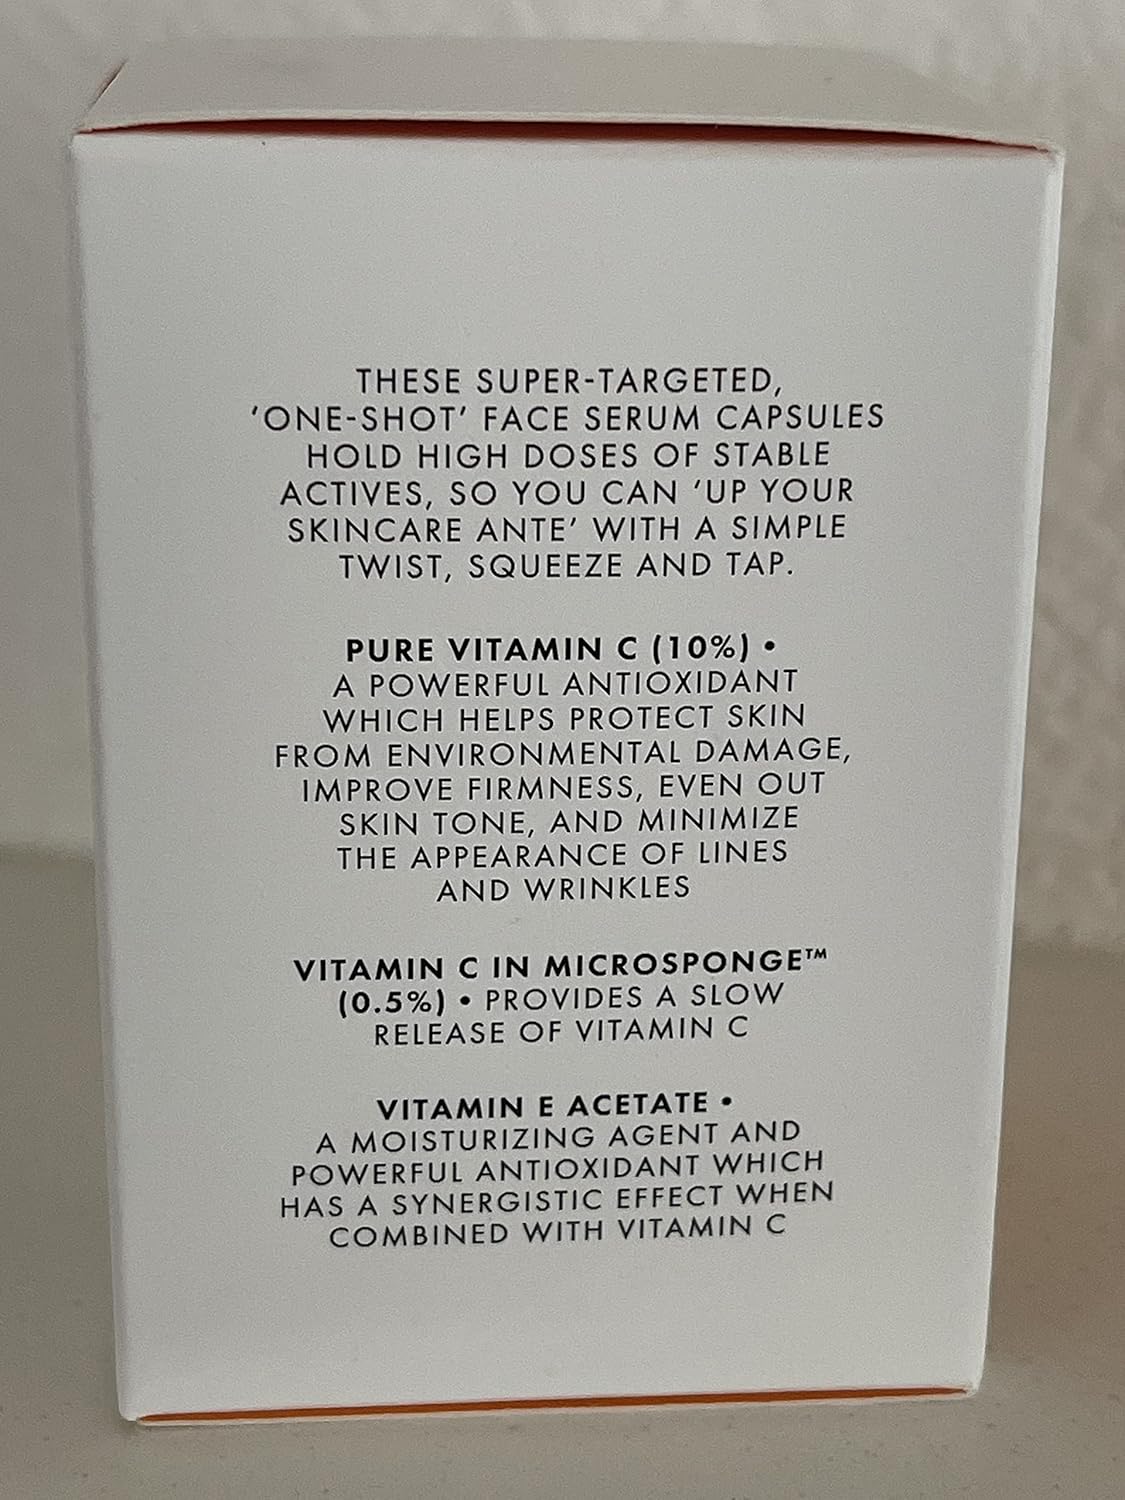 THESE SUPER-TARGETED,
'ONE-SHOT' FACE SERUM CAPSULES
HOLD HIGH DOSES OF STABLE
ACTIVES, SO YOU CAN 'UP YOUR
SKINCARE ANTE' WITH A SIMPLE
TWIST, SQUEEZE AND TAP.
PURE VITAMIN C (10%) •
A POWERFUL ANTIOXIDANT
WHICH HELPS PROTECT SKIN
FROM ENVIRONMENTAL DAMAGE,
IMPROVE FIRMNESS, EVEN OUT
SKIN TONE, AND MINIMIZE
THE APPEARANCE OF LINES
AND WRINKLES
VITAMIN C IN MICROSPONGE™
(0.5%) • PROVIDES A SLOW
RELEASE OF VITAMIN C
VITAMIN E ACETATE •
A MOISTURIZING AGENT AND
POWERFUL ANTIOXIDANT WHICH
HAS A SYNERGISTIC EFFECT WHEN
COMBINED WITH VITAMIN C